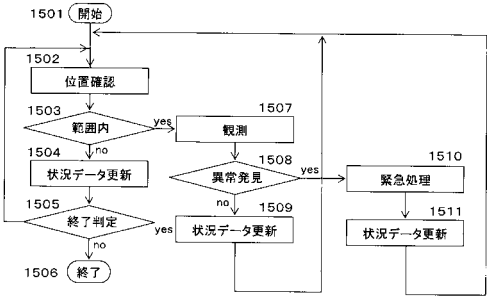 1501 開始
1502
位置確認
1503
範囲内 yes
no
1504
状況データ更新
1505
終了判定 yes
no
1506 終了
1507
観測
1508
異常発見 yes
no
1509
状況データ更新
1510
緊急処理
1511
状況データ更新